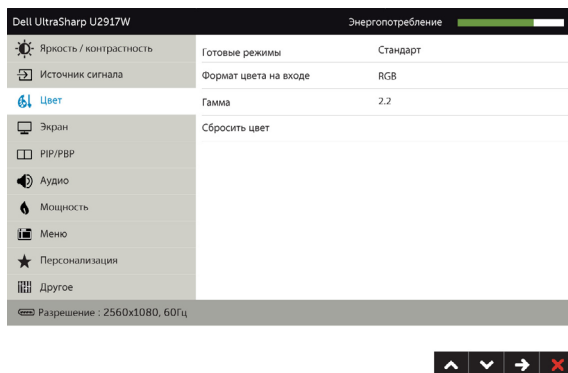 Dell UltraSharp U2917W Энергопотребление
Яркость / контрастность
Готовые режимы Стандарт
Источник сигнала
Формат цвета на входе RGB
Цвет
Гамма 2.2
Экран
Сбросить цвет
PIP/PBP
Аудио
Мощность
Меню
Персонализация
Другое
Разрешение : 2560x1080, 60Гц